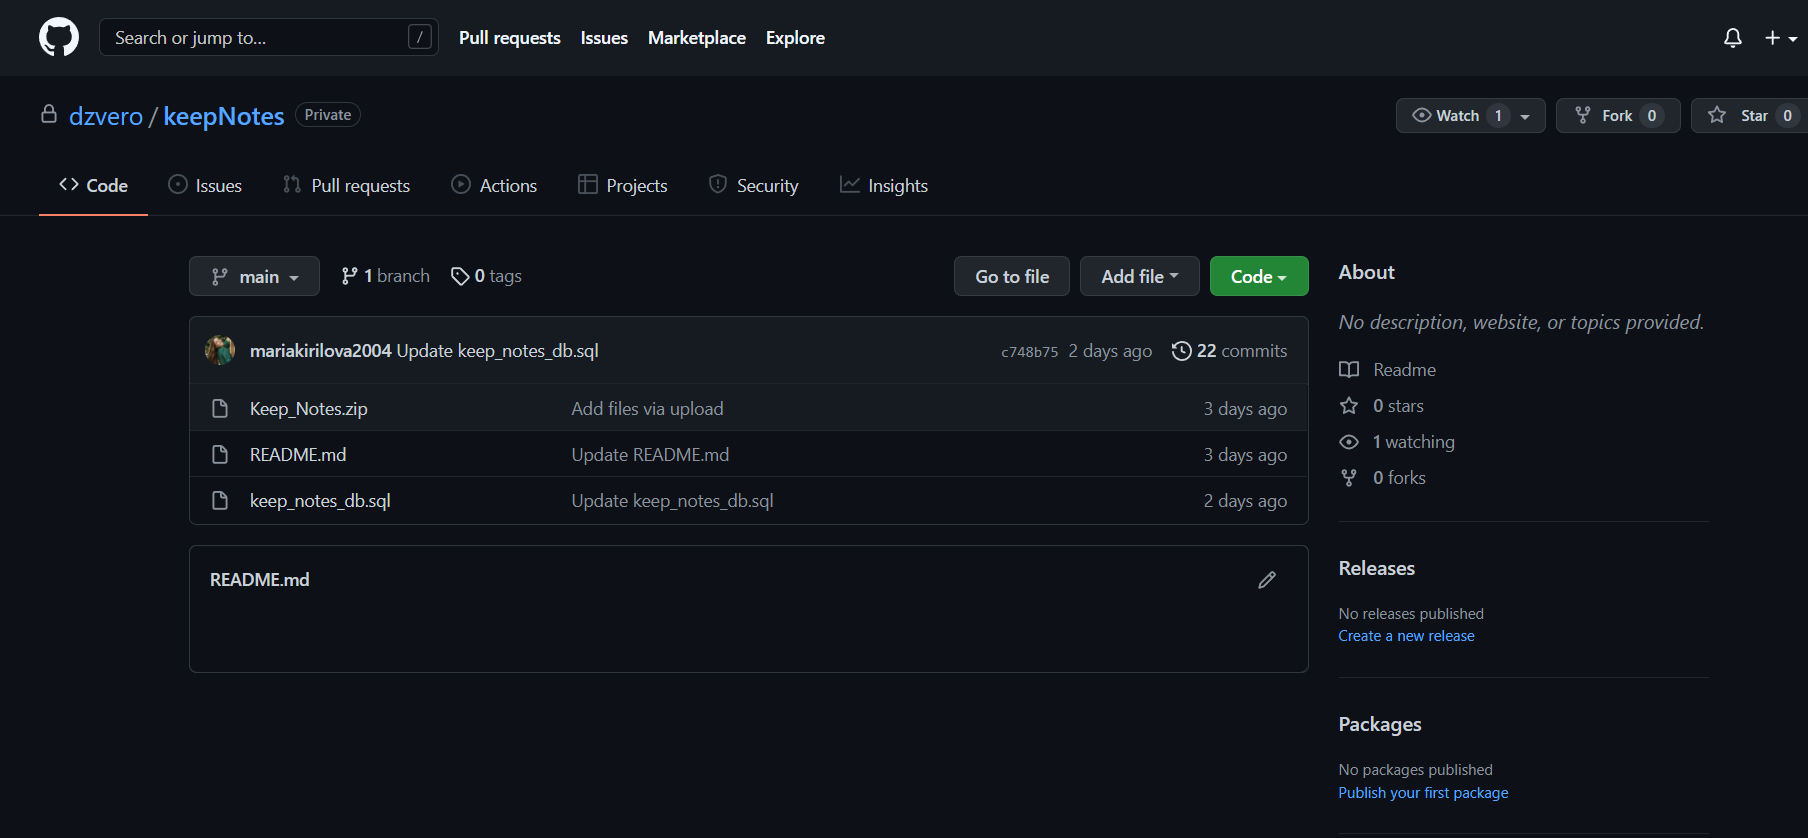 Search or jump to... /
Pull requests Issues Marketplace Explore
dzvero / keepNotes Private
Watch 1 Fork 0 Star 0
Code Issues Pull requests Actions Projects Security Insights
main 1 branch 0 tags
Go to file Add file Code
mariakirilova2004 Update keep_notes_db.sql c748b75 2 days ago 22 commits
Keep_Notes.zip Add files via upload 3 days ago
README.md Update README.md 3 days ago
keep_notes_db.sql Update keep_notes_db.sql 2 days ago
README.md
About
No description, website, or topics provided.
Readme
0 stars
1 watching
0 forks
Releases
No releases published
Create a new release
Packages
No packages published
Publish your first package